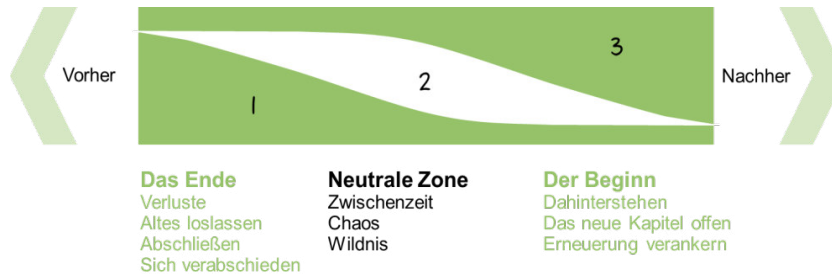 3
Vorher
2
Nachher
1
Das Ende
Verluste
Altes loslassen
Abschließen
Sich verabschieden
Neutrale Zone
Zwischenzeit
Chaos
Wildnis
Der Beginn
Dahinterstehen
Das neue Kapitel offen
Erneuerung verankern